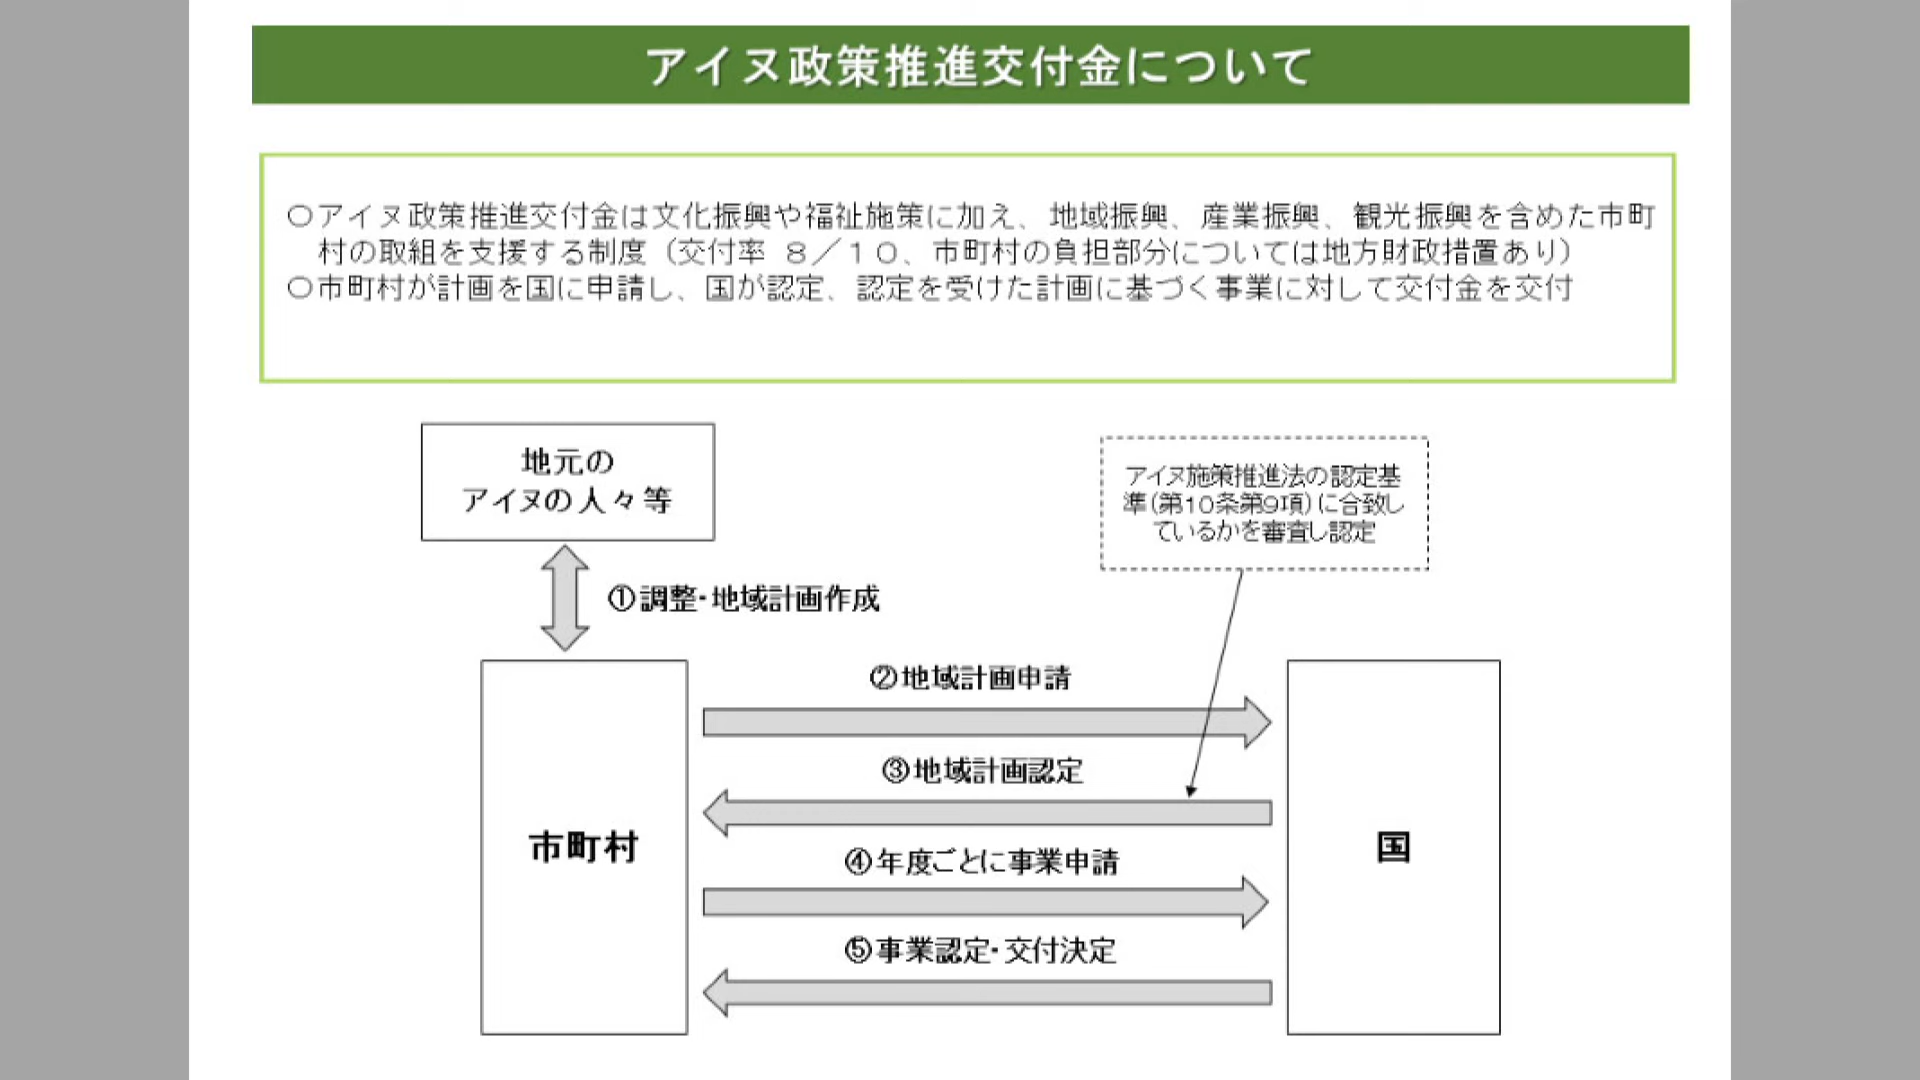 アイヌ政策推進交付金について
〇アイヌ政策推進交付金は文化振興や福祉施策に加え、地域振興、産業振興、観光振興を含めた市町
村の取組を支援する制度（交付率 ８／１０、市町村の負担部分については地方財政措置あり）
〇市町村が計画を国に申請し、国が認定、認定を受けた計画に基づく事業に対して交付金を交付
地元の
アイヌの人々等
アイヌ施策推進法の認定基
準（第10条第9項）に合致し
ているかを審査し認定
①調整・地域計画作成
②地域計画申請
③地域計画認定
市町村
国
④年度ごとに事業申請
⑤事業認定・交付決定